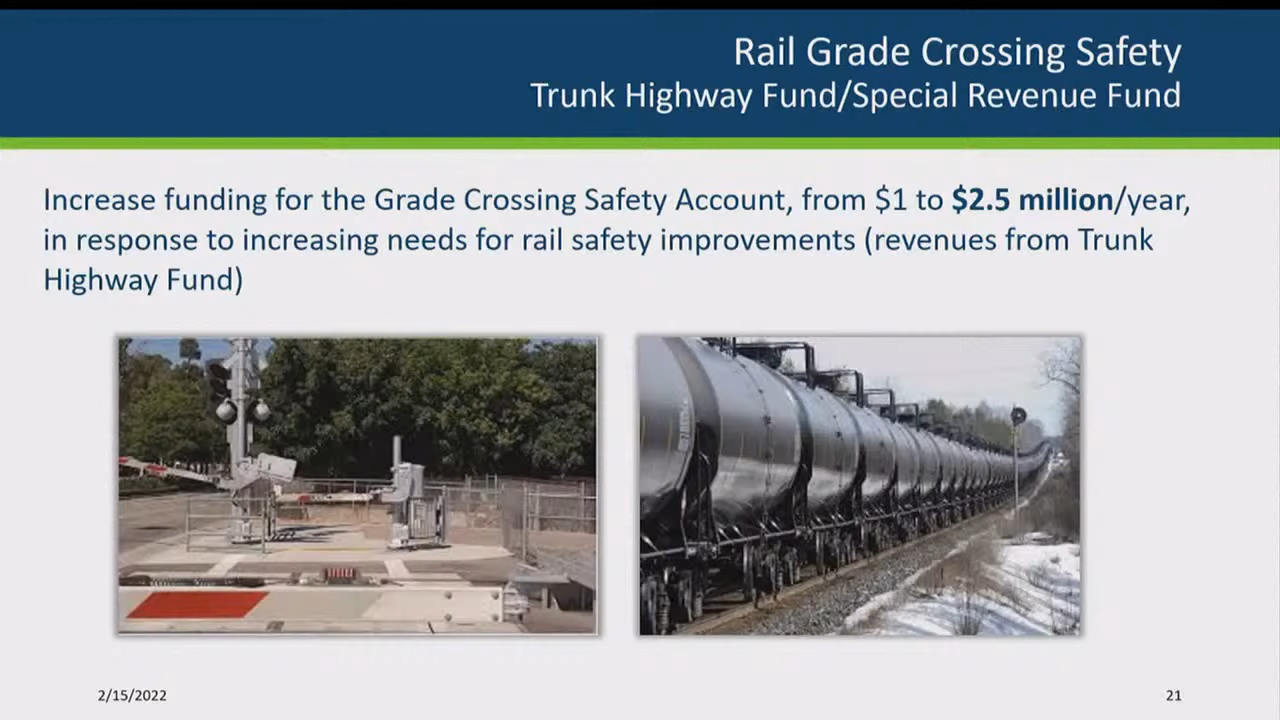 Rail Grade Crossing Safety
Trunk Highway Fund/Special Revenue Fund
Increase funding for the Grade Crossing Safety Account, from $1 to $2.5 million/year,
in response to increasing needs for rail safety improvements (revenues from Trunk
Highway Fund)
2/15/2022
21